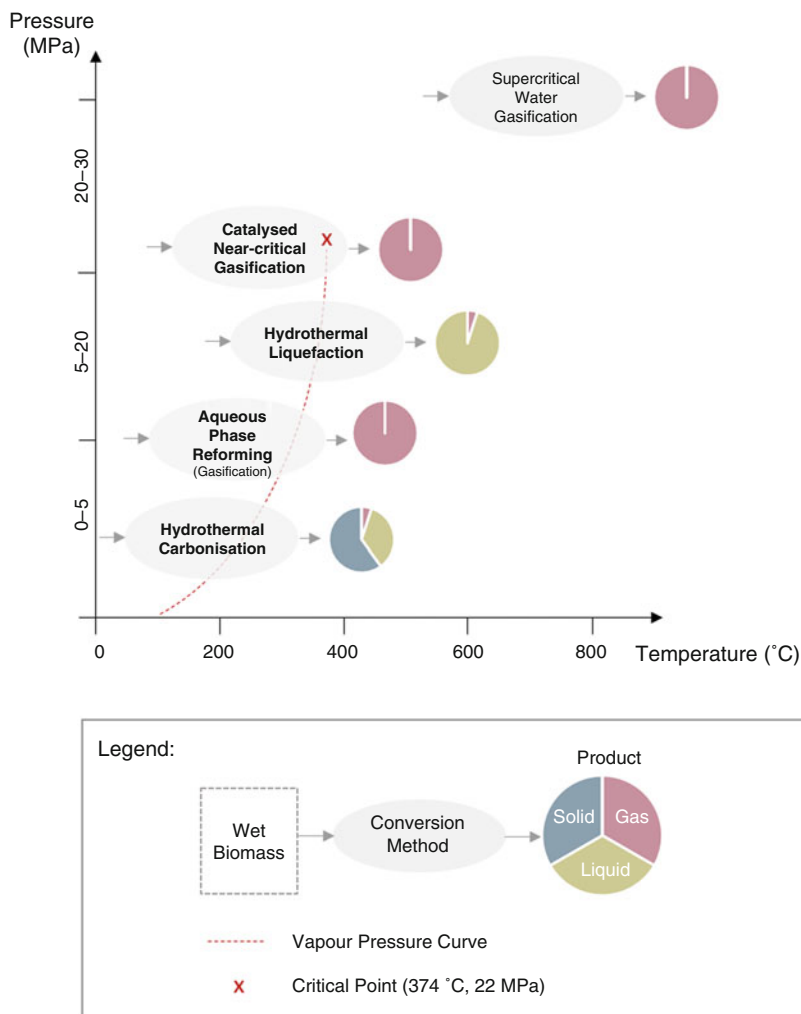 Pressure
(MPa)
Supercritical
Water
Gasification
20–30
Catalysed
Near-critical
Gasification
X
5–20
Hydrothermal
Liquefaction
Aqueous
Phase
Reforming
(Gasification)
0–5
Hydrothermal
Carbonisation
0 200 400 600 800 Temperature (˚C)
Legend:
Product
Wet
Biomass
Conversion
Method
Solid Gas
Liquid
Vapour Pressure Curve
X Critical Point (374 ˚C, 22 MPa)